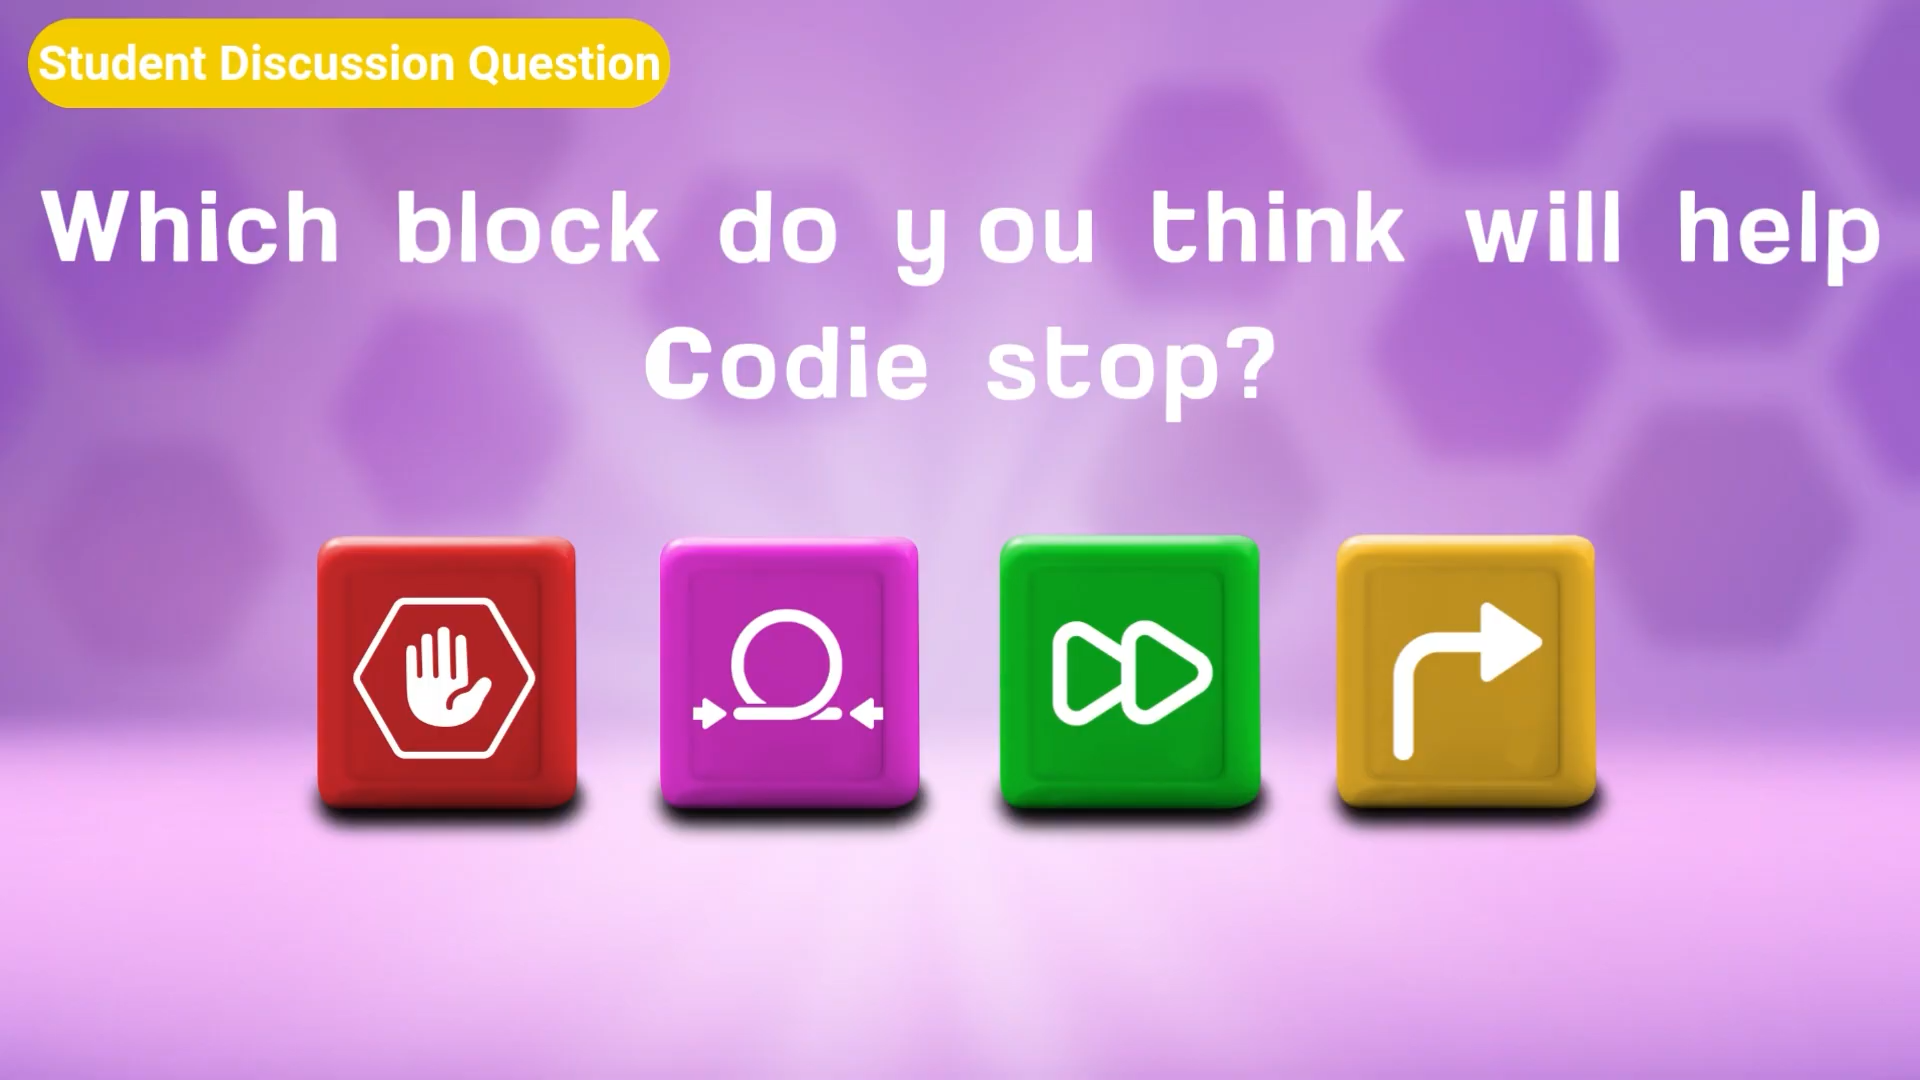 Student Discussion Question
Which block do you think will help
Codie stop?